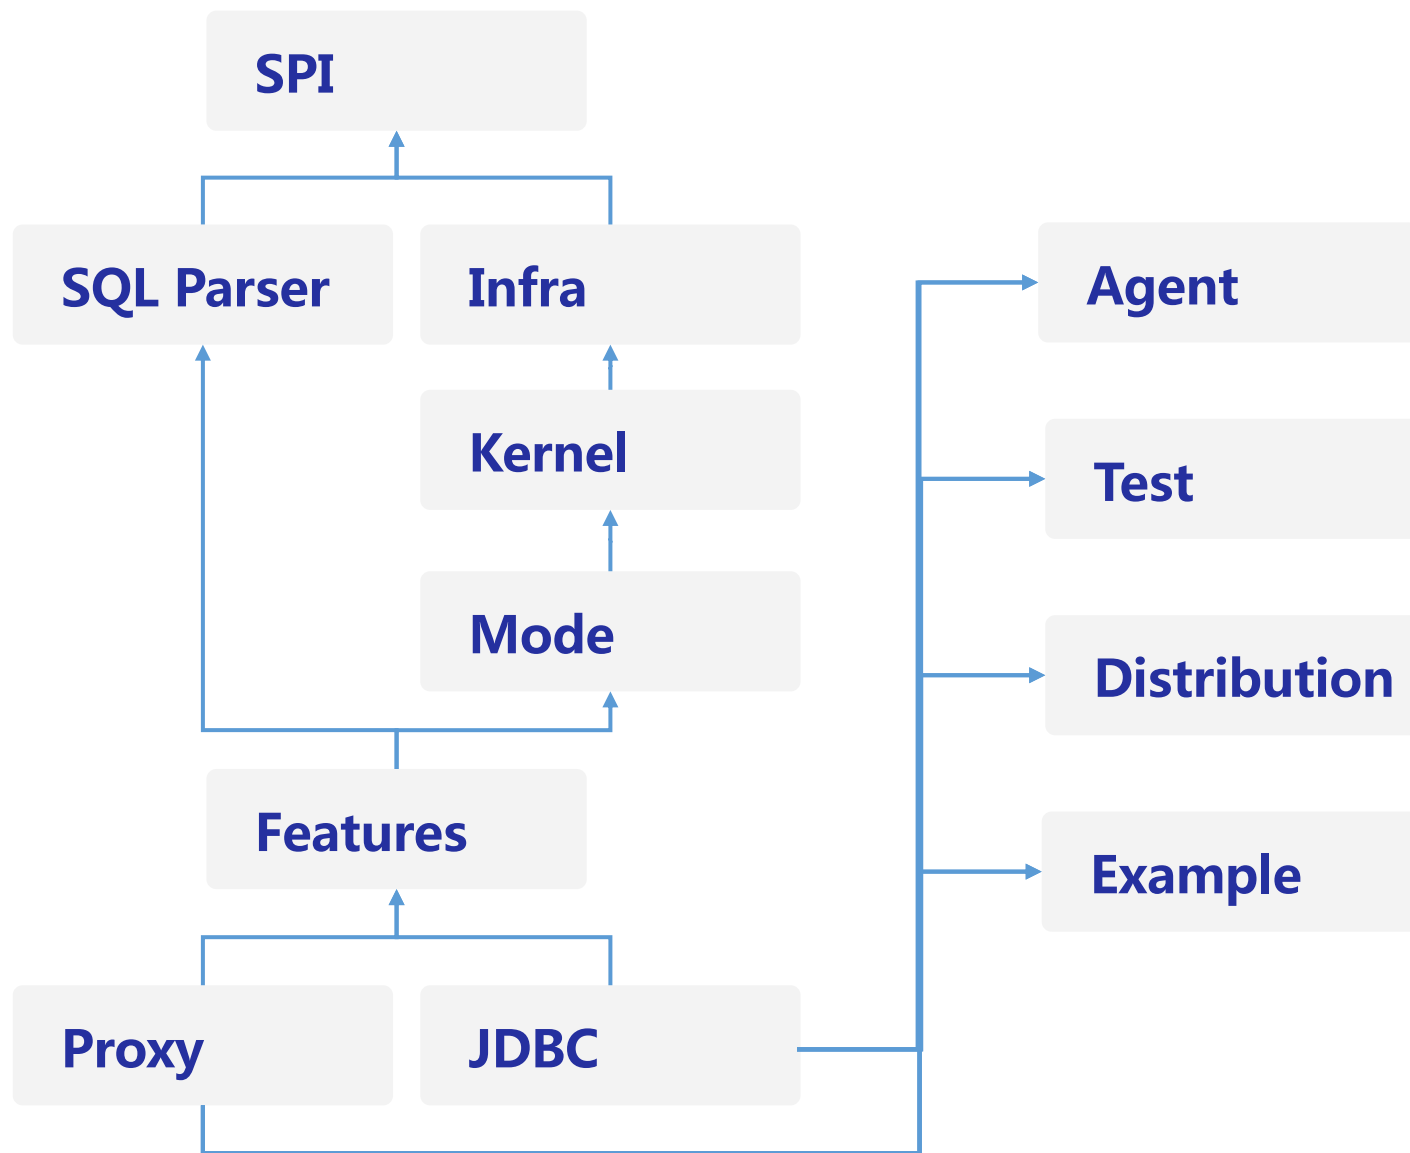 SPI
SQL Parser
Infra
Kernel
Mode
Features
Proxy
JDBC
Agent
Test
Distribution
Example